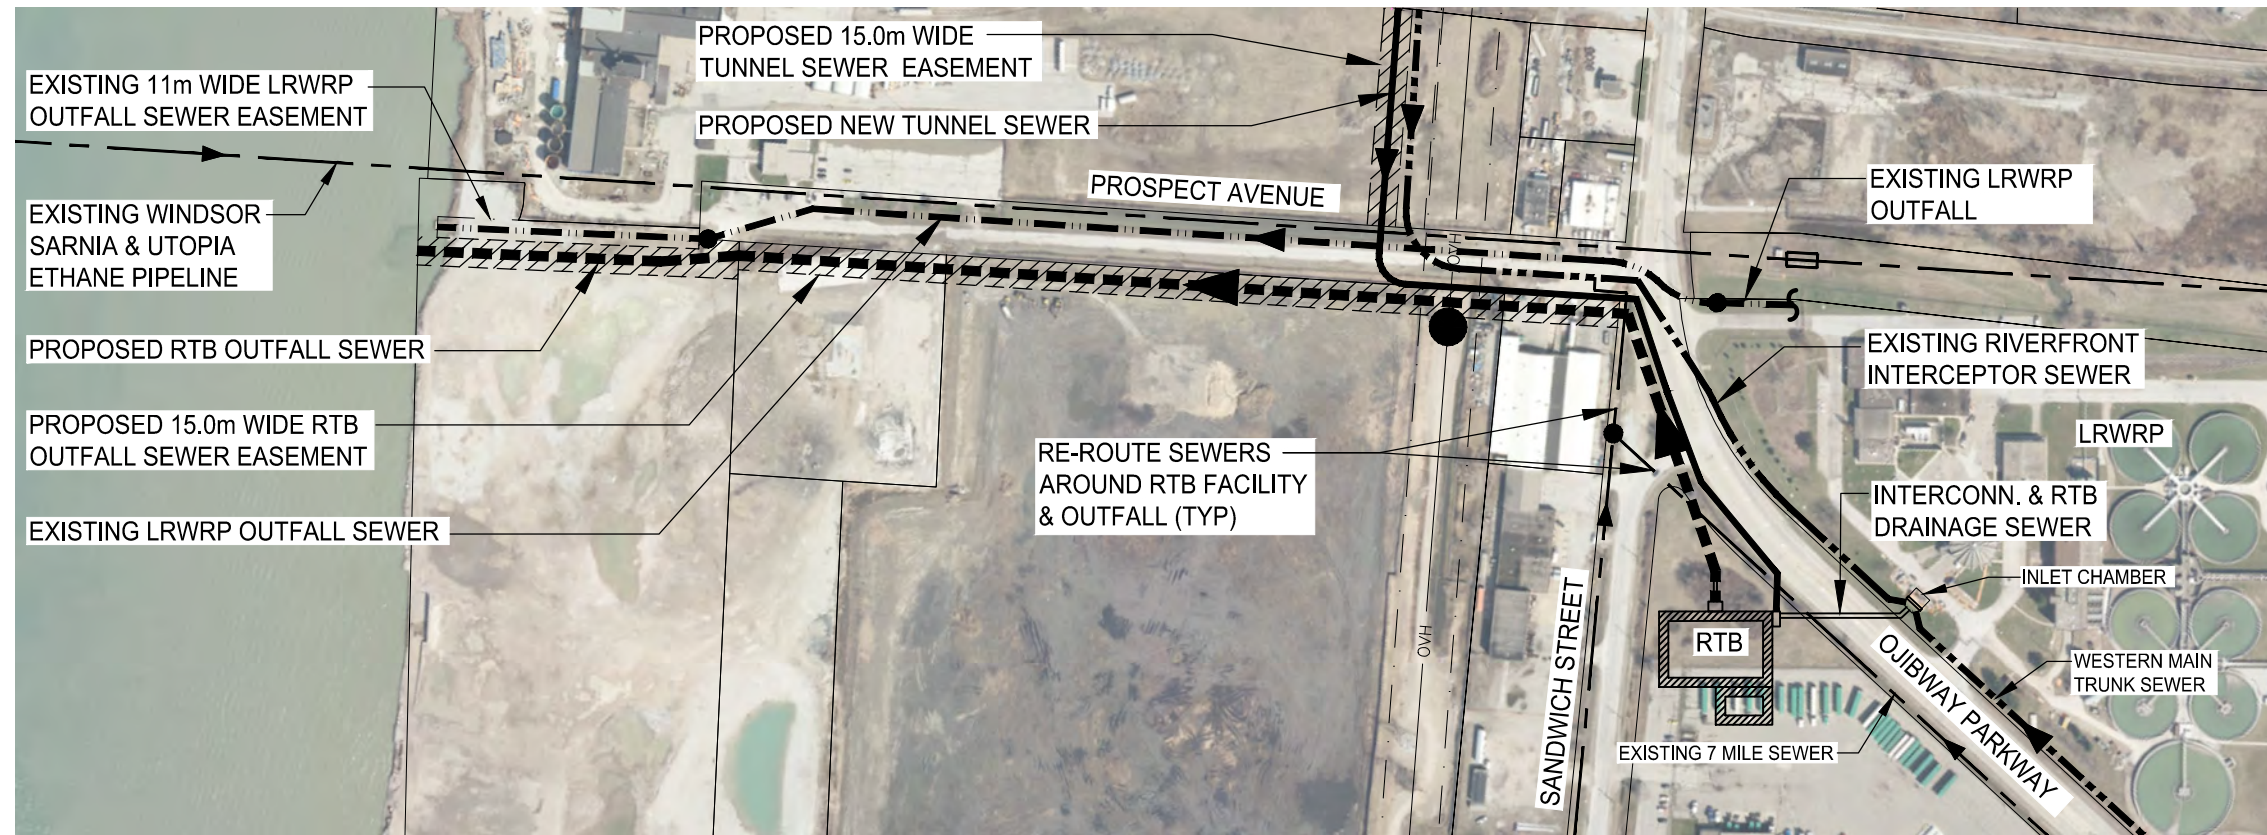 PROPOSED 15.0m WIDE
TUNNEL SEWER EASEMENT
EXISTING 11m WIDE LRWRP
OUTFALL SEWER EASEMENT
PROPOSED NEW TUNNEL SEWER
PROSPECT AVENUE
EXISTING LRWRP
OUTFALL
EXISTING WINDSOR
SARNIA & UTOPIA
ETHANE PIPELINE
OVH
PROPOSED RTB OUTFALL SEWER
EXISTING RIVERFRONT
INTERCEPTOR SEWER
PROPOSED 15.0m WIDE RTB
OUTFALL SEWER EASEMENT
LRWRP
RE-ROUTE SEWERS
AROUND RTB FACILITY
& OUTFALL (TYP)
INTERCONN. & RTB
DRAINAGE SEWER
EXISTING LRWRP OUTFALL SEWER
INLET CHAMBER
SANDWICH STREET
OVH
RTB
OJIBWAY PARKWAY
WESTERN MAIN
TRUNK SEWER
EXISTING 7 MILE SEWER